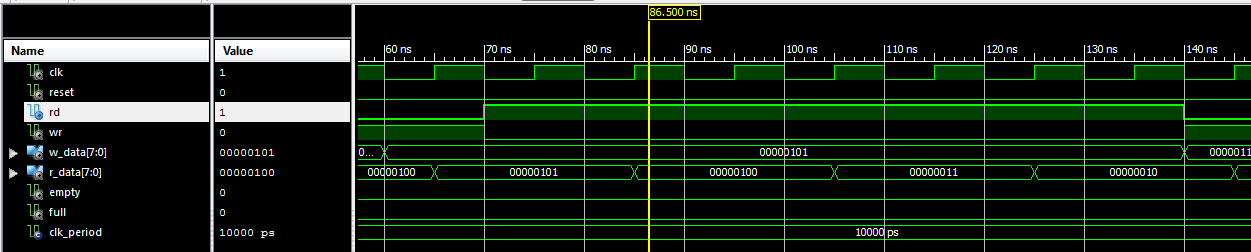 86.500 ns
60 ns 70 ns 80 ns 90 ns 100 ns 110 ns 120 ns 130 ns 140 ns
Name Value
clk 1
reset 0
rd 1
wr 0
w_data[7:0] 00000101 0... 00000101 0000011
r_data[7:0] 00000100 00000100 00000101 00000100 00000011 00000010
empty 0
full 0
clk_period 10000 ps 10000 ps